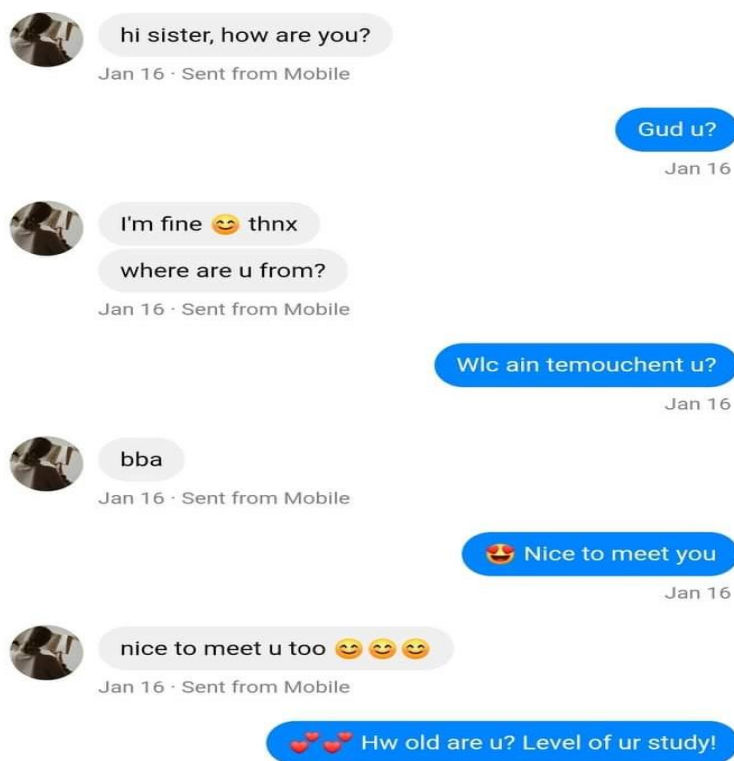 hi sister, how are you?
Jan 16 · Sent from Mobile
Gud u?
Jan 16
I'm fine 😊 thnx
where are u from?
Jan 16 · Sent from Mobile
Wlc ain temouchent u?
Jan 16
bba
Jan 16 · Sent from Mobile
😍 Nice to meet you
Jan 16
nice to meet u too 😊😊😊
Jan 16 · Sent from Mobile
💕💕 Hw old are u? Level of ur study!